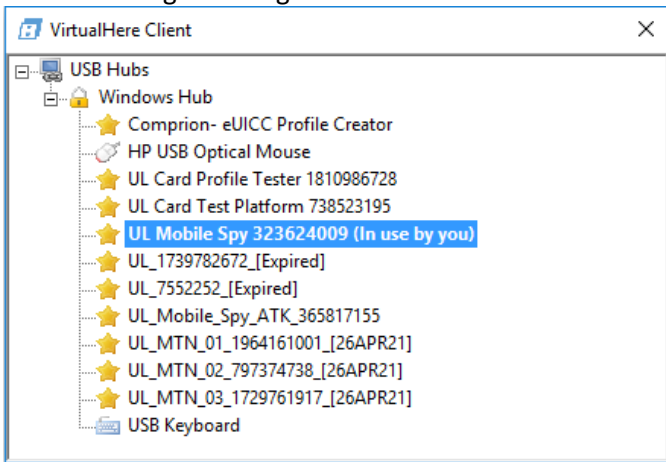 VirtualHere Client
USB Hubs
Windows Hub
Comprion- eUICC Profile Creator
HP USB Optical Mouse
UL Card Profile Tester 1810986728
UL Card Test Platform 738523195
UL Mobile Spy 323624009 (In use by you)
UL_1739782672_[Expired]
UL_7552252_[Expired]
UL_Mobile_Spy_ATK_365817155
UL_MTN_01_1964161001_[26APR21]
UL_MTN_02_797374738_[26APR21]
UL_MTN_03_1729761917_[26APR21]
USB Keyboard